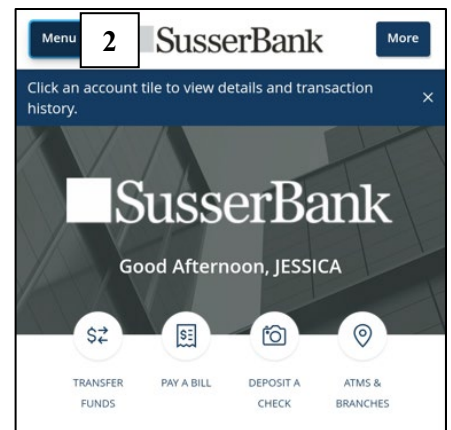 Menu 2 SusserBank More
Click an account tile to view details and transaction
history.
SusserBank
Good Afternoon, JESSICA
TRANSFER PAY A BILL DEPOSIT A ATMS &
FUNDS CHECK BRANCHES